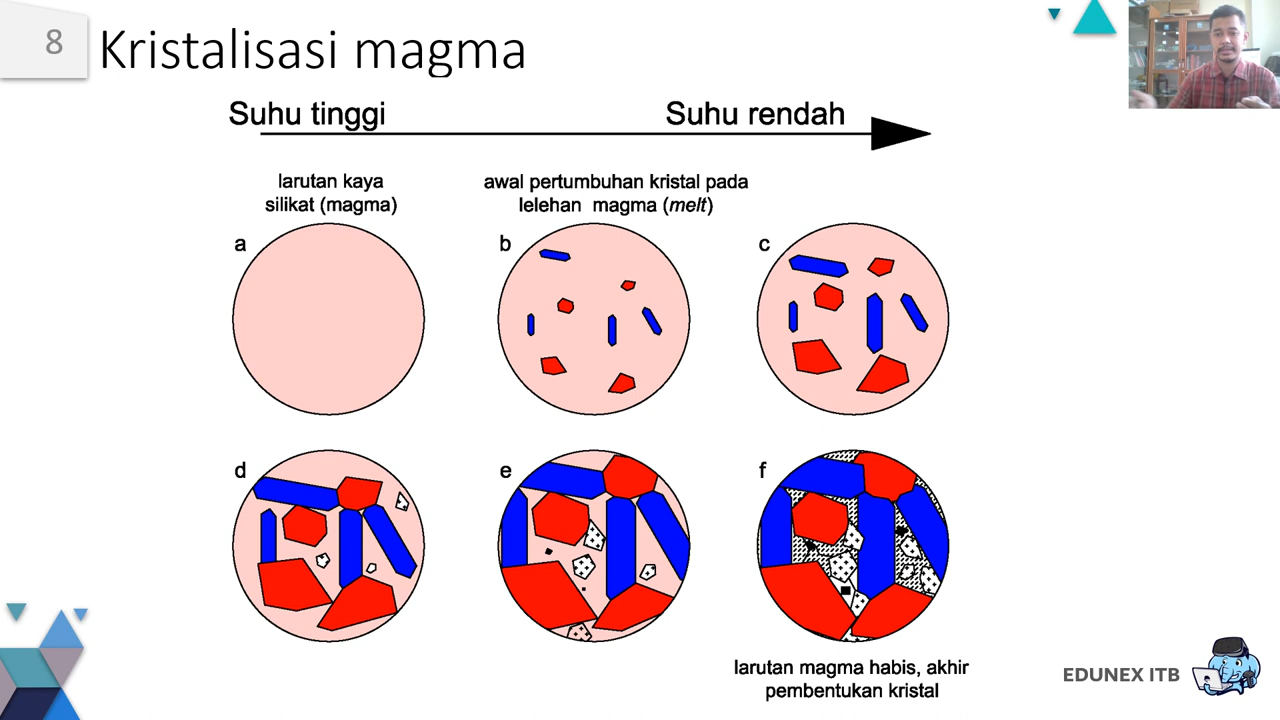 8
Kristalisasi magma
Suhu tinggi
Suhu rendah
larutan kaya
silikat (magma)
awal pertumbuhan kristal pada
lelehan magma (melt)
a
b
c
d
e
f
larutan magma habis, akhir
pembentukan kristal
EDUNEX ITB